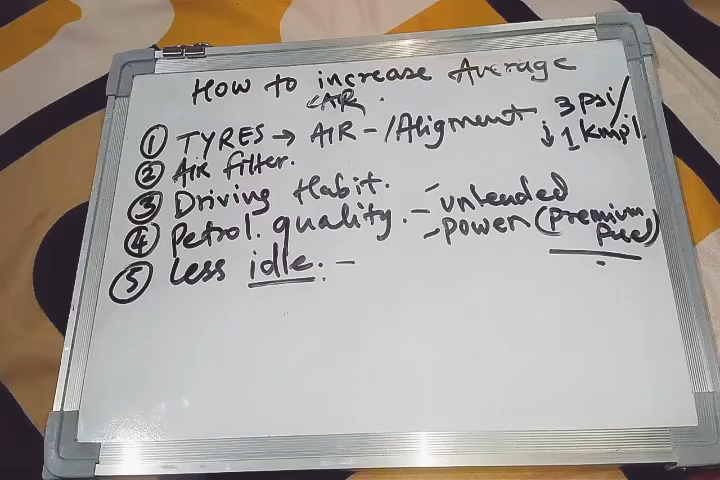 How to increase Average
CAR.
① TYRES → AIR - /Aligment 3 psi/
↓ 1 kmpl.
② AIR filter.
③ Driving Habit.
④ Petrol. quality. - unleaded
- power (premium
fuel)
⑤ Less idle. -